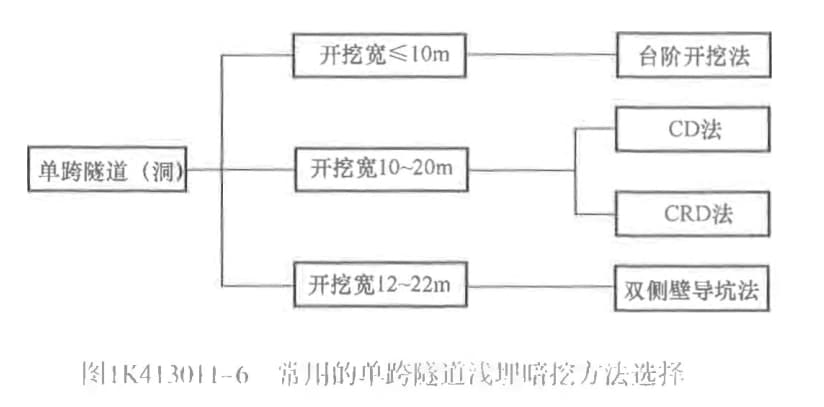 单跨隧道（洞）
开挖宽≤10m
台阶开挖法
开挖宽10~20m
CD法
CRD法
开挖宽12~22m
双侧壁导坑法
图1K413011-6 常用的单跨隧道浅埋暗挖方法选择